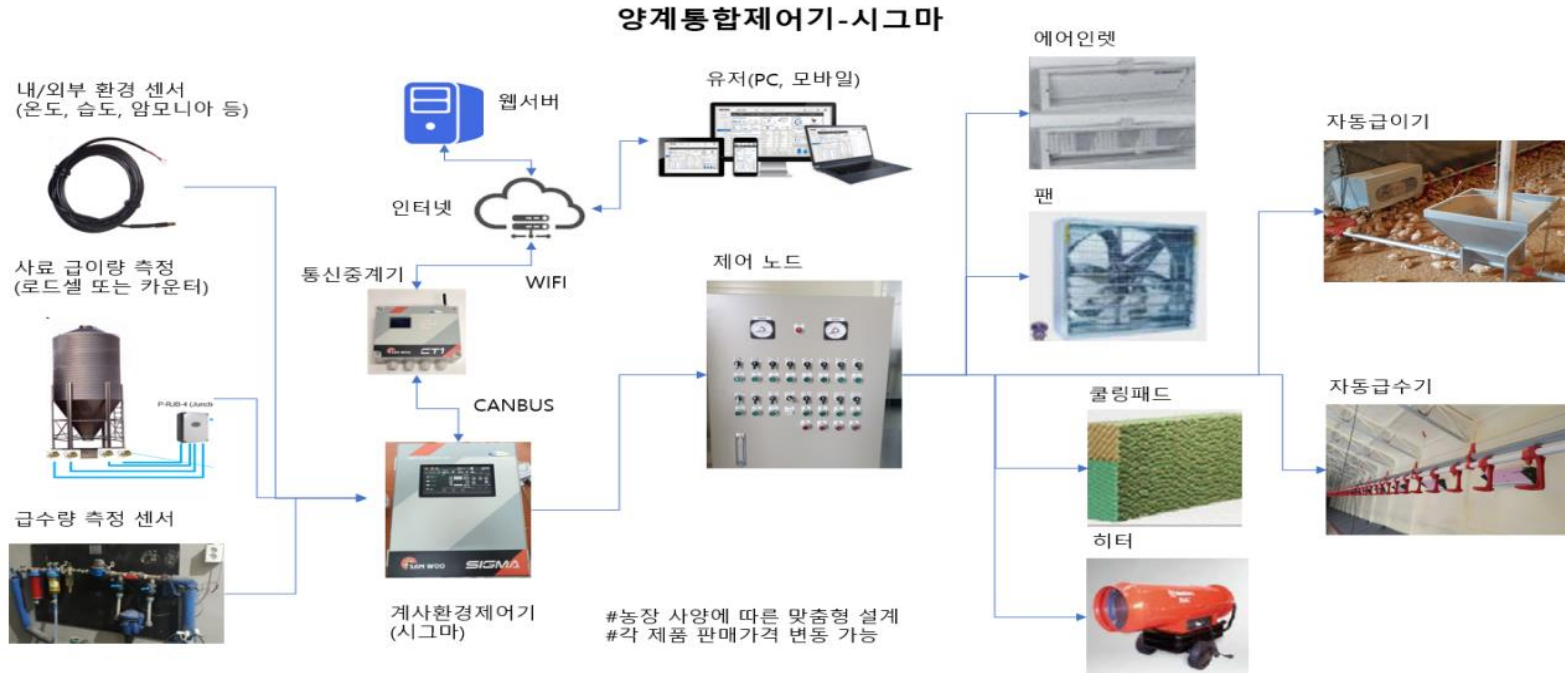 양계통합제어기-시그마
내/외부 환경 센서
(온도, 습도, 암모니아 등)
웹서버
유저(PC, 모바일)
에어인렛
자동급이기
인터넷
팬
사료 급이량 측정
(로드셀 또는 카운터)
통신중계기
WIFI
제어 노드
SAM WOO CT1
P-RJB-4 (Junct
CANBUS
쿨링패드
자동급수기
급수량 측정 센서
SAM WOO SIGMA
히터
계사환경제어기
(시그마)
#농장 사양에 따른 맞춤형 설계
#각 제품 판매가격 변동 가능